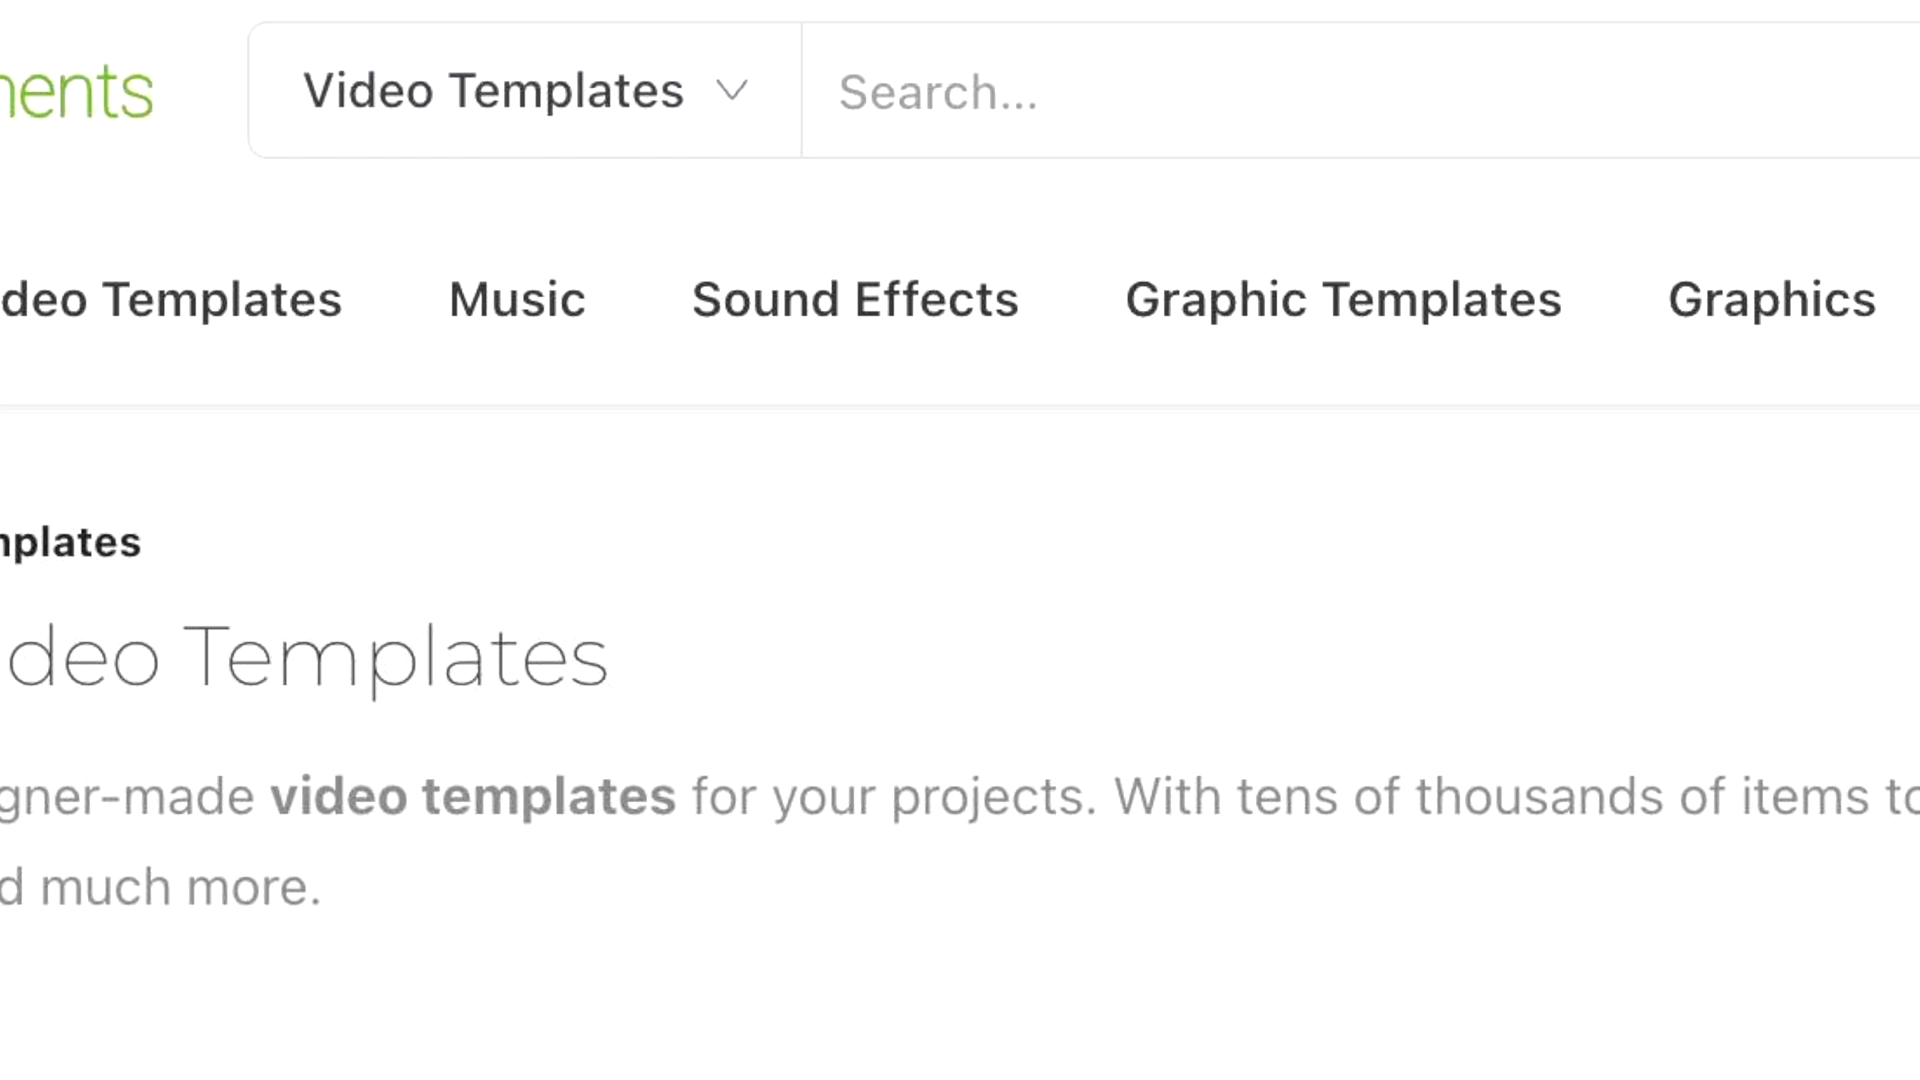 nents
Video Templates
Search...
deo Templates
Music
Sound Effects
Graphic Templates
Graphics
mplates
deo Templates
gner-made video templates for your projects. With tens of thousands of items to
d much more.